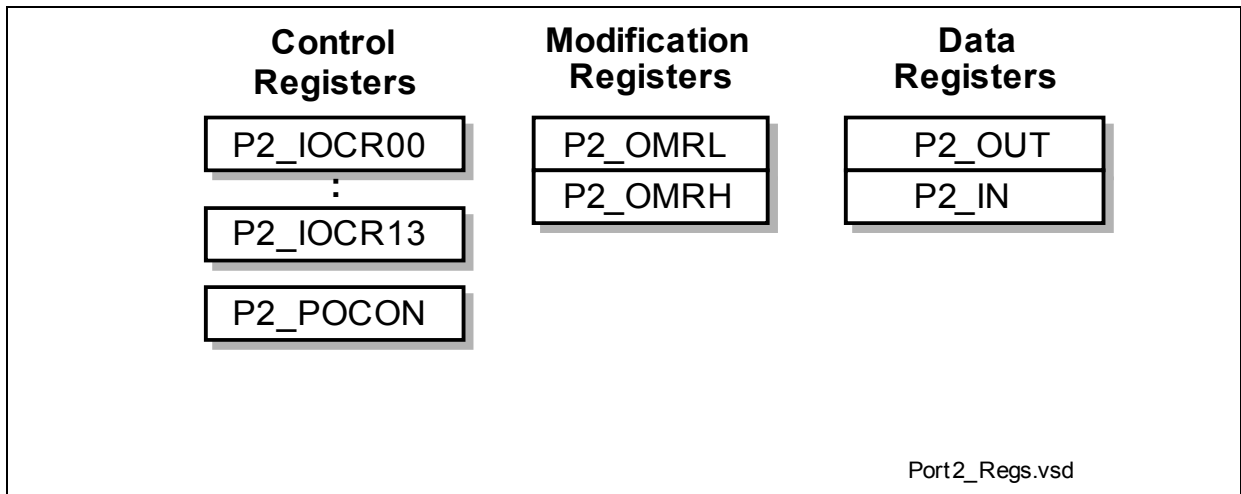 Control
Registers
P2_IOCR00
:
P2_IOCR13
P2_POCON
Modification
Registers
P2_OMRL
P2_OMRH
Data
Registers
P2_OUT
P2_IN
Port2_Regs.vsd